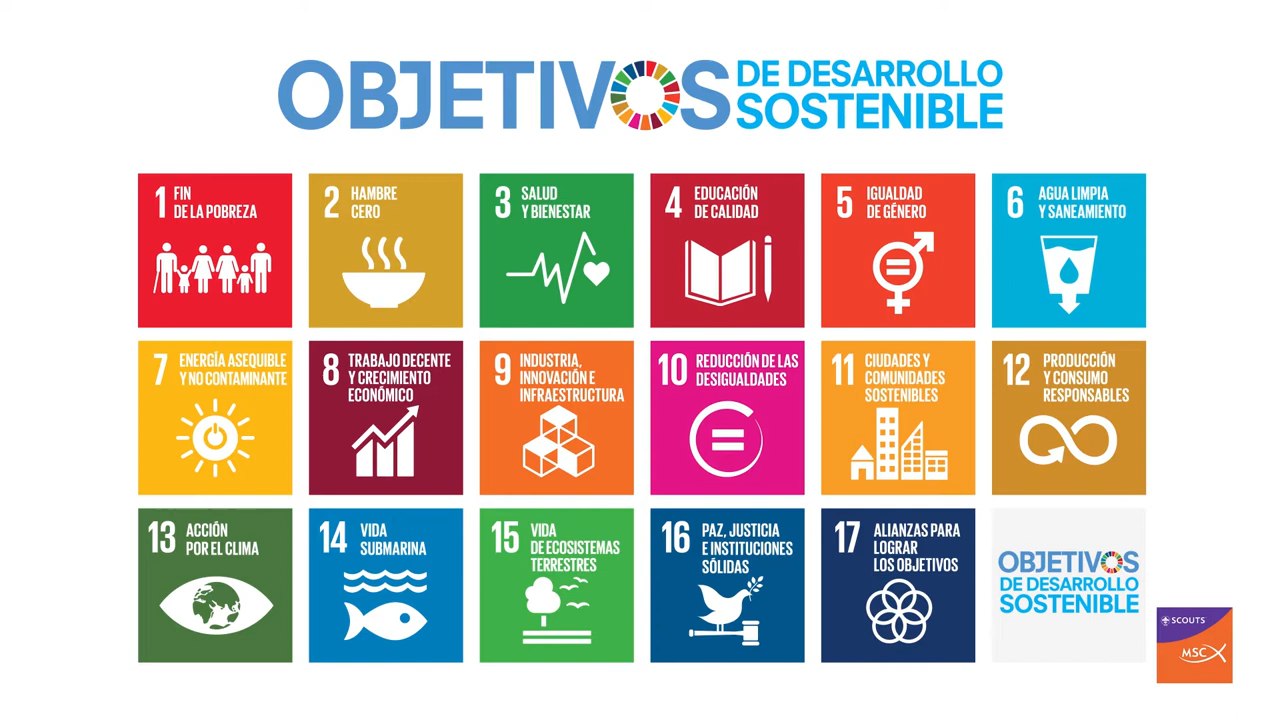 OBJETIVOS
DE DESARROLLO
SOSTENIBLE
1 FIN
DE LA POBREZA
2 HAMBRE
CERO
3 SALUD
Y BIENESTAR
4 EDUCACIÓN
DE CALIDAD
5 IGUALDAD
DE GÉNERO
6 AGUA LIMPIA
Y SANEAMIENTO
7 ENERGÍA ASEQUIBLE
Y NO CONTAMINANTE
8 TRABAJO DECENTE
Y CRECIMIENTO
ECONÓMICO
9 INDUSTRIA,
INNOVACIÓN E
INFRAESTRUCTURA
10 REDUCCIÓN DE LAS
DESIGUALDADES
11 CIUDADES Y
COMUNIDADES
SOSTENIBLES
12 PRODUCCIÓN
Y CONSUMO
RESPONSABLES
13 ACCIÓN
POR EL CLIMA
14 VIDA
SUBMARINA
15 VIDA
DE ECOSISTEMAS
TERRESTRES
16 PAZ, JUSTICIA
E INSTITUCIONES
SÓLIDAS
17 ALIANZAS PARA
LOGRAR
LOS OBJETIVOS
OBJETIVOS
DE DESARROLLO
SOSTENIBLE
SCOUTS
MSC